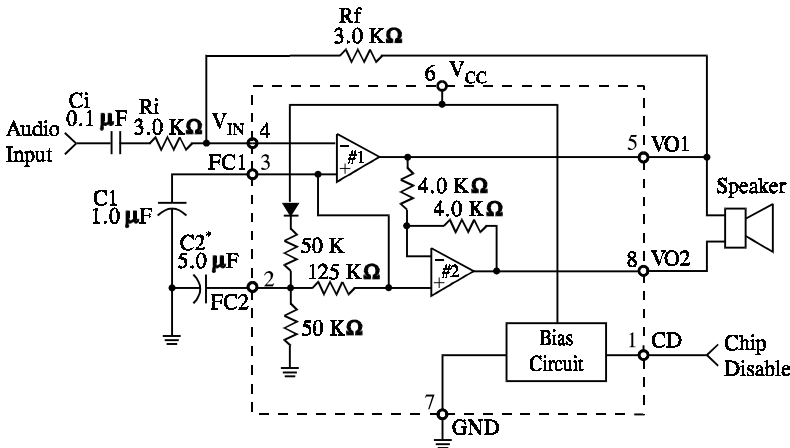 Rf
3.0 KΩ
6 VCC
Ci
0.1 µF
Ri
3.0 KΩ
VIN 4
Audio
Input
#1
5 VO1
FC1 3
4.0 KΩ
4.0 KΩ
Speaker
C1
1.0 µF
C2*
5.0 µF
50 K
125 KΩ
#2
8 VO2
2
FC2
50 KΩ
Bias
Circuit
1 CD
Chip
Disable
7
GND